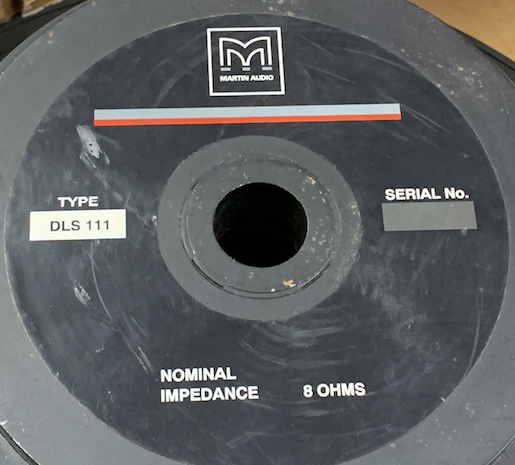 MARTIN AUDIO
TYPE
DLS 111
SERIAL No.
NOMINAL
IMPEDANCE 8 OHMS